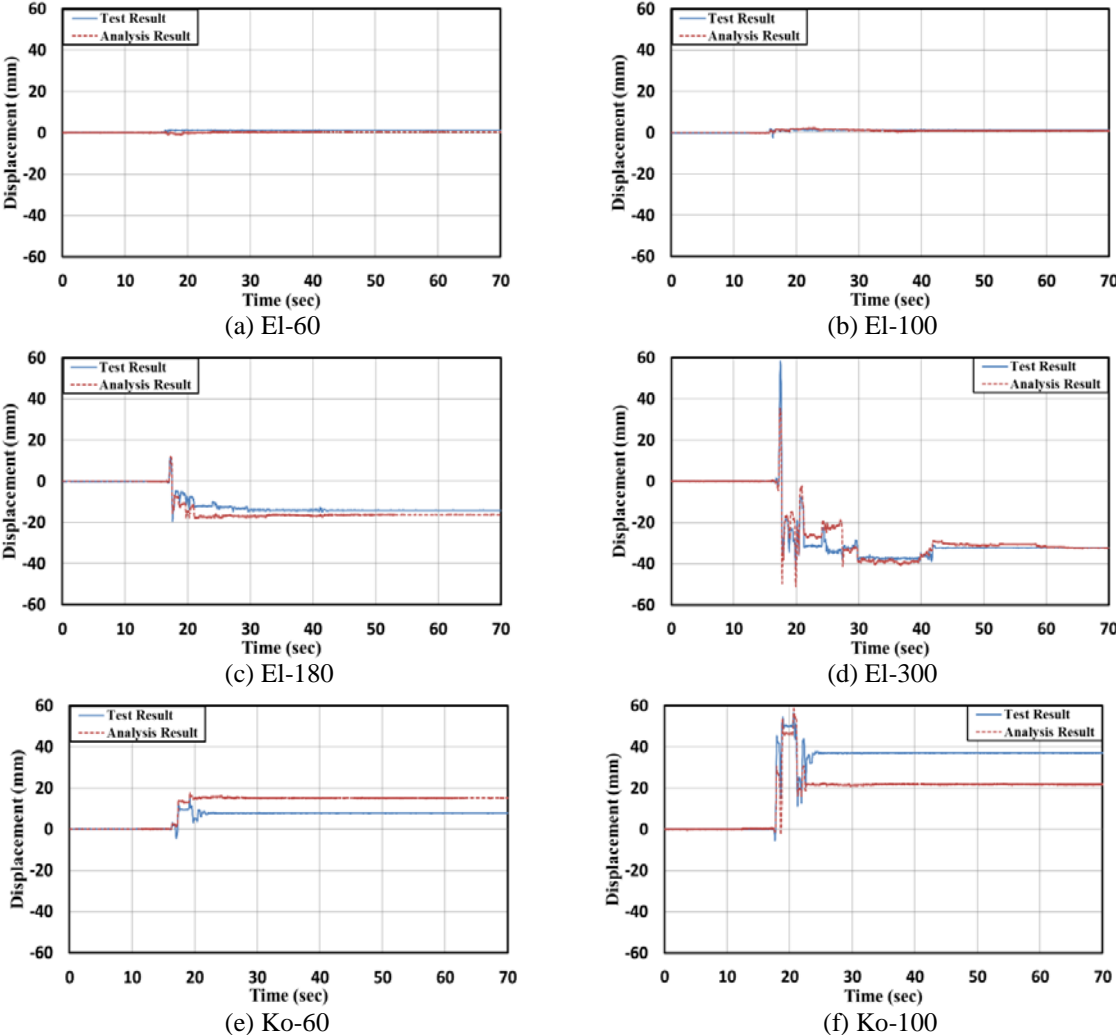 Test Result
Analysis Result
60
40
20
0
-20
-40
-60
Displacement (mm)
0 10 20 30 40 50 60 70
Time (sec)
(a) El-60
Test Result
Analysis Result
60
40
20
0
-20
-40
-60
Displacement (mm)
0 10 20 30 40 50 60 70
Time (sec)
(b) El-100
Test Result
Analysis Result
60
40
20
0
-20
-40
-60
Displacement (mm)
0 10 20 30 40 50 60 70
Time (sec)
(c) El-180
Test Result
Analysis Result
60
40
20
0
-20
-40
-60
Displacement (mm)
0 10 20 30 40 50 60 70
Time (sec)
(d) El-300
Test Result
Analysis Result
60
40
20
0
-20
-40
-60
Displacement (mm)
0 10 20 30 40 50 60 70
Time (sec)
(e) Ko-60
Test Result
Analysis Result
60
40
20
0
-20
-40
-60
Displacement (mm)
0 10 20 30 40 50 60 70
Time (sec)
(f) Ko-100